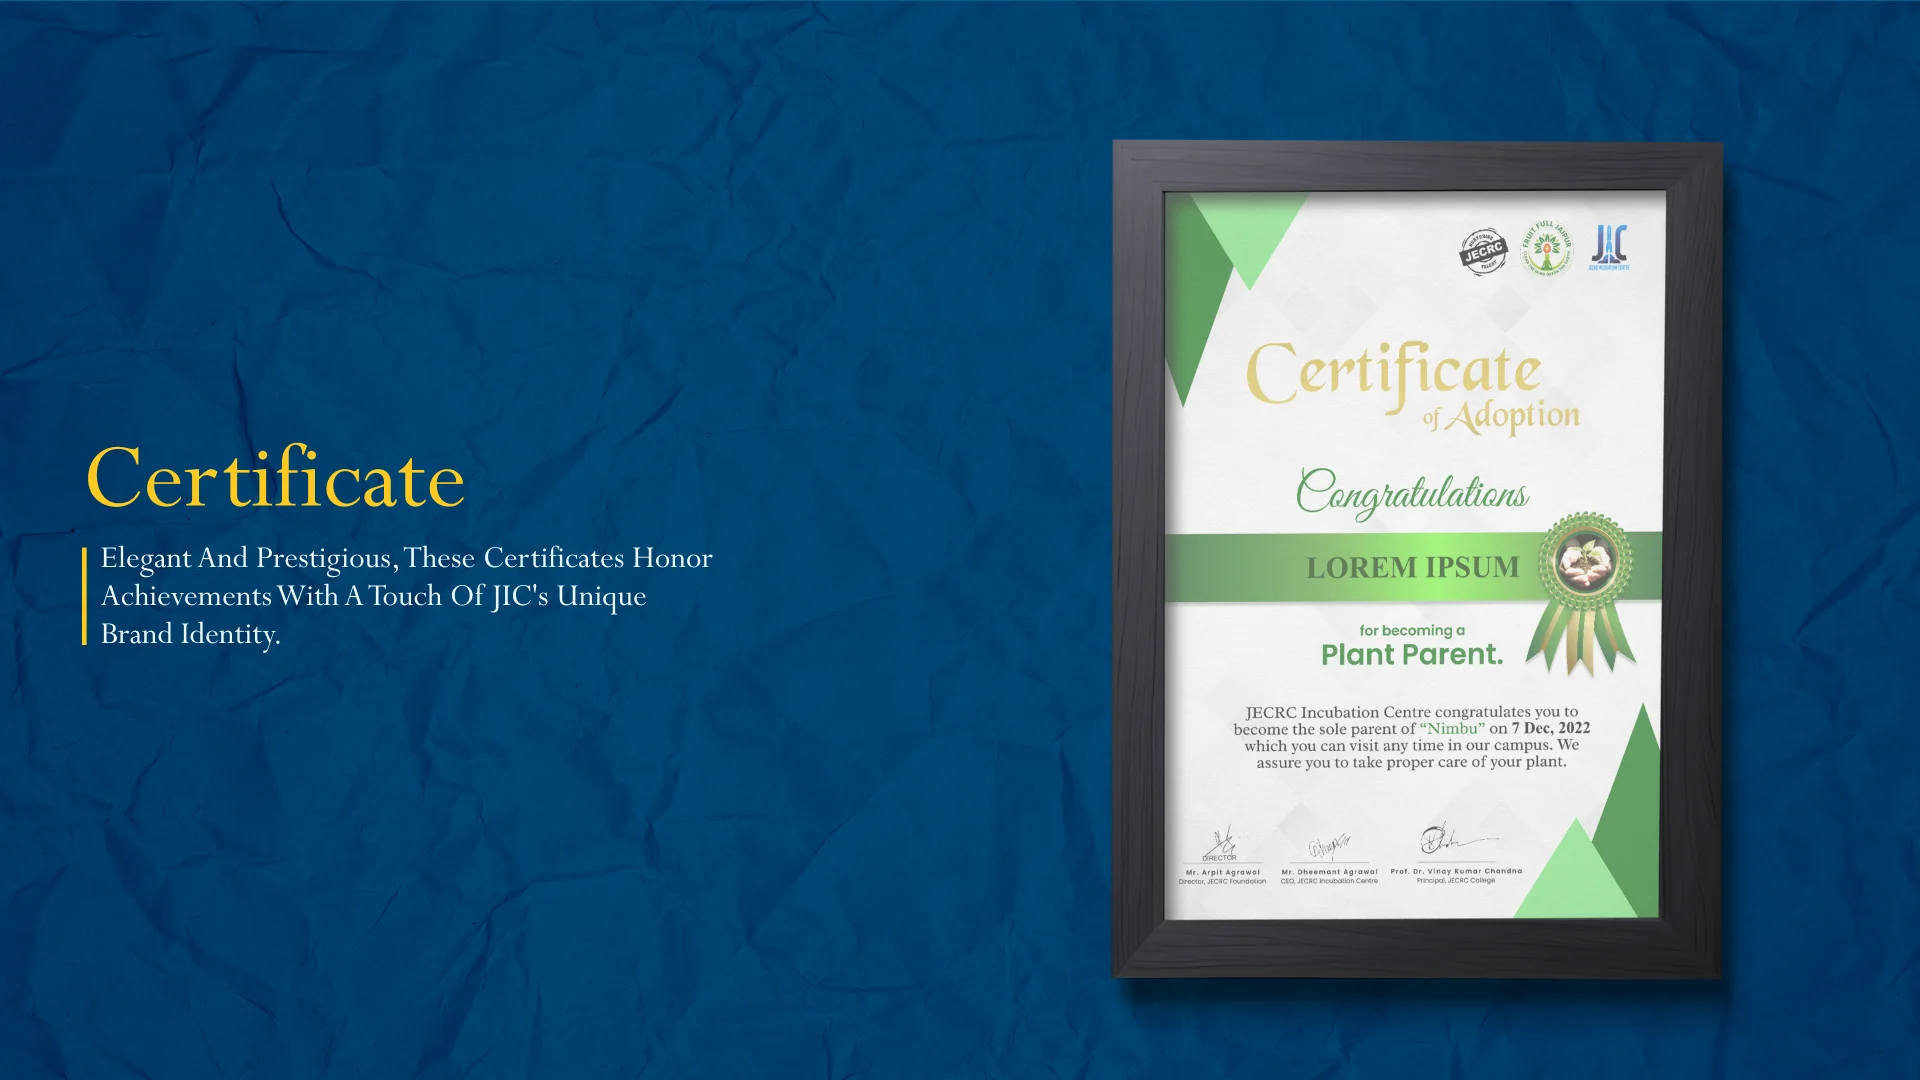 Certificate
Elegant And Prestigious, These Certificates Honor
Achievements With A Touch Of JIC's Unique
Brand Identity.
JECRC
TALENT
FRUIT FULL JAIPUR
JIC
JECRC INCUBATION CENTRE
Certificate
of Adoption
Congratulations
LOREM IPSUM
for becoming a
Plant Parent.
JECRC Incubation Centre congratulates you to
become the sole parent of “Nimbu” on 7 Dec, 2022
which you can visit any time in our campus. We
assure you to take proper care of your plant.
DIRECTOR
Mr. Arpit Agrawal
Director, JECRC Foundation
Mr. Dheemant Agrawal
CEO, JECRC Incubation Centre
Prof. Dr. Vinay Kumar Chandna
Principal, JECRC College